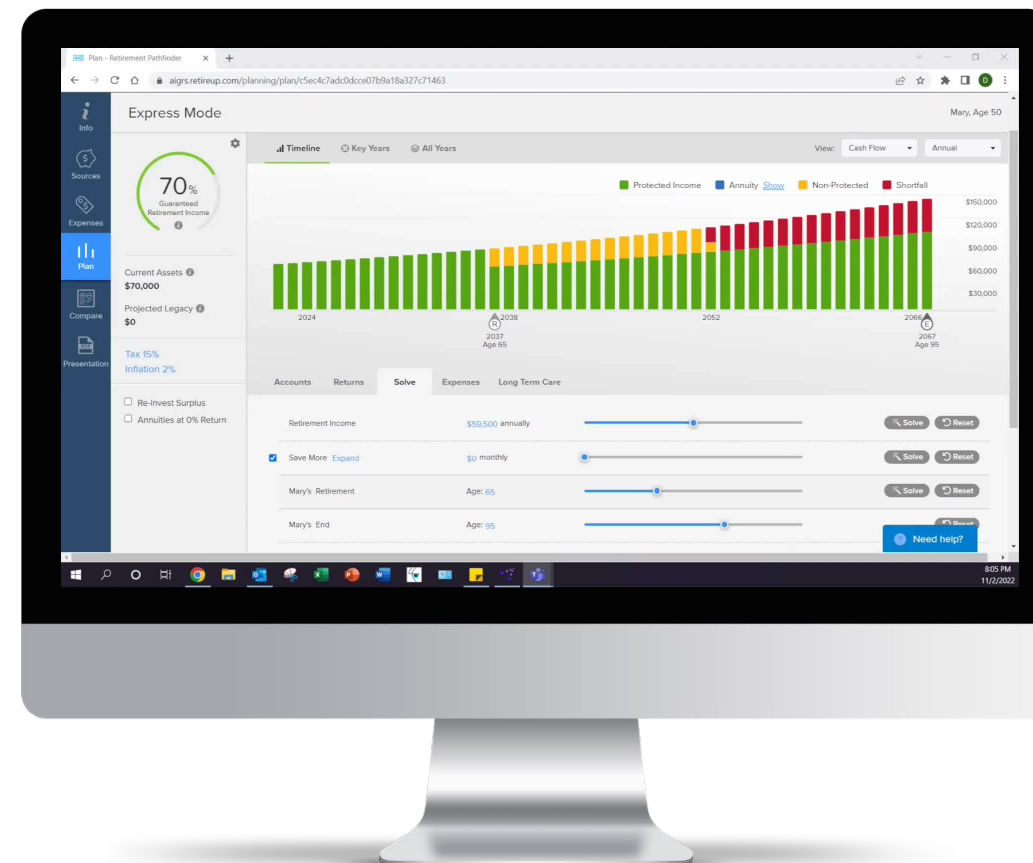 Plan - Retirement Pathfinder
aigrs.retireup.com/planning/plan/c5ec4c7adc0dcce07b9a18a327c71463
Info
Sources
Expenses
Plan
Compare
Presentation
Express Mode
Mary, Age 50
70%
Guaranteed
Retirement Income
Current Assets
$70,000
Projected Legacy
$0
Tax 15%
Inflation 2%
Re-invest Surplus
Annuities at 0% Return
Timeline Key Years All Years
View: Cash Flow Annual
Protected Income Annuity Show Non-Protected Shortfall
$150,000
$120,000
$90,000
$60,000
$30,000
2024 2038 2052 2066
R E
2037 2067
Age 65 Age 95
Accounts Returns Solve Expenses Long Term Care
Retirement Income $59,500 annually Solve Reset
Save More Expand $0 monthly Solve Reset
Mary's Retirement Age: 65 Solve Reset
Mary's End Age: 95 Reset
Need help?
8:05 PM
11/2/2022